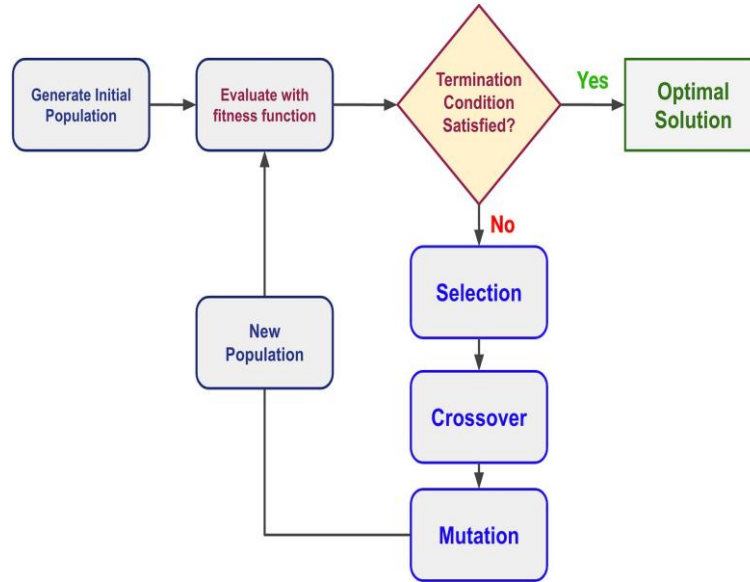 Generate Initial
Population
Evaluate with
fitness function
Termination
Condition
Satisfied?
Yes
Optimal
Solution
No
Selection
New
Population
Crossover
Mutation